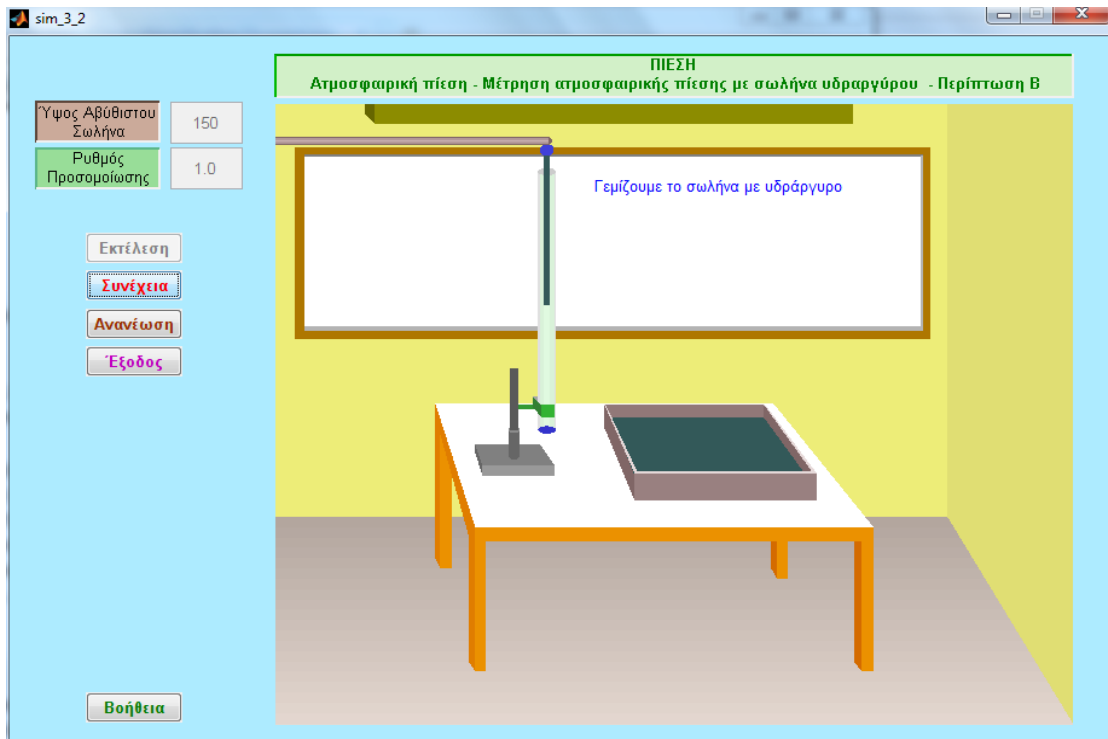 sim_3_2
ΠΙΕΣΗ
Ατμοσφαιρική πίεση - Μέτρηση ατμοσφαιρικής πίεσης με σωλήνα υδραργύρου - Περίπτωση Β
Ύψος Αβύθιστου
Σωλήνα
150
Ρυθμός
Προσομοίωσης
1.0
Γεμίζουμε το σωλήνα με υδράργυρο
Εκτέλεση
Συνέχεια
Ανανέωση
Έξοδος
Βοήθεια